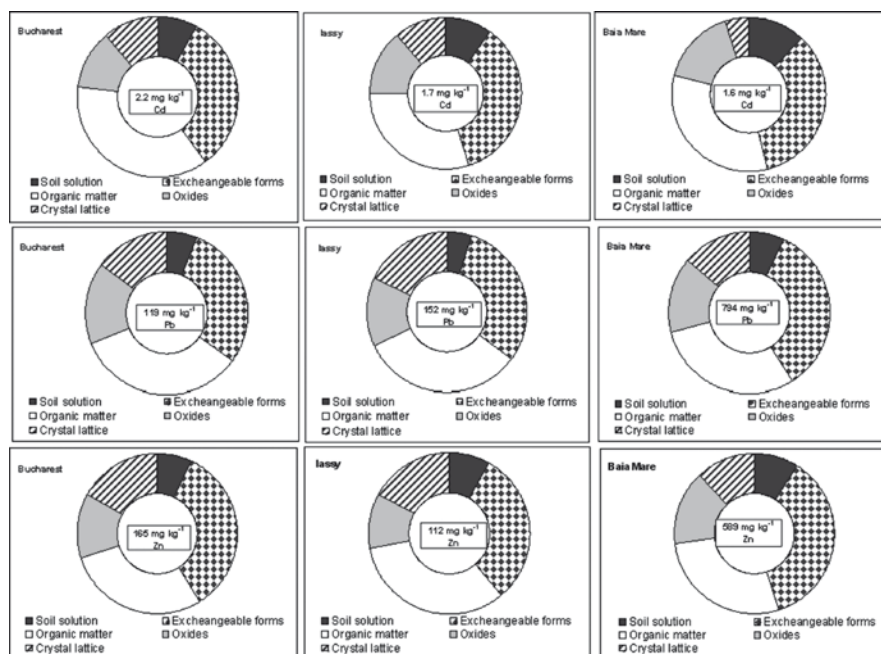 Bucharest
2.2 mg kg⁻¹
Cd
Soil solution Excheangeable forms
Organic matter Oxides
Crystal lattice
Iassy
1.7 mg kg⁻¹
Cd
Soil solution Excheangeable forms
Organic matter Oxides
Crystal lattice
Baia Mare
1.6 mg kg⁻¹
Cd
Soil solution Excheangeable forms
Organic matter Oxides
Crystal lattice
Bucharest
119 mg kg⁻¹
Pb
Soil solution Excheangeable forms
Organic matter Oxides
Crystal lattice
Iassy
152 mg kg⁻¹
Pb
Soil solution Excheangeable forms
Organic matter Oxides
Crystal lattice
Baia Mare
794 mg kg⁻¹
Pb
Soil solution Excheangeable forms
Organic matter Oxides
Crystal lattice
Bucharest
165 mg kg⁻¹
Zn
Soil solution Excheangeable forms
Organic matter Oxides
Crystal lattice
Iassy
112 mg kg⁻¹
Zn
Soil solution Excheangeable forms
Organic matter Oxides
Crystal lattice
Baia Mare
589 mg kg⁻¹
Zn
Soil solution Excheangeable forms
Organic matter Oxides
Crystal lattice